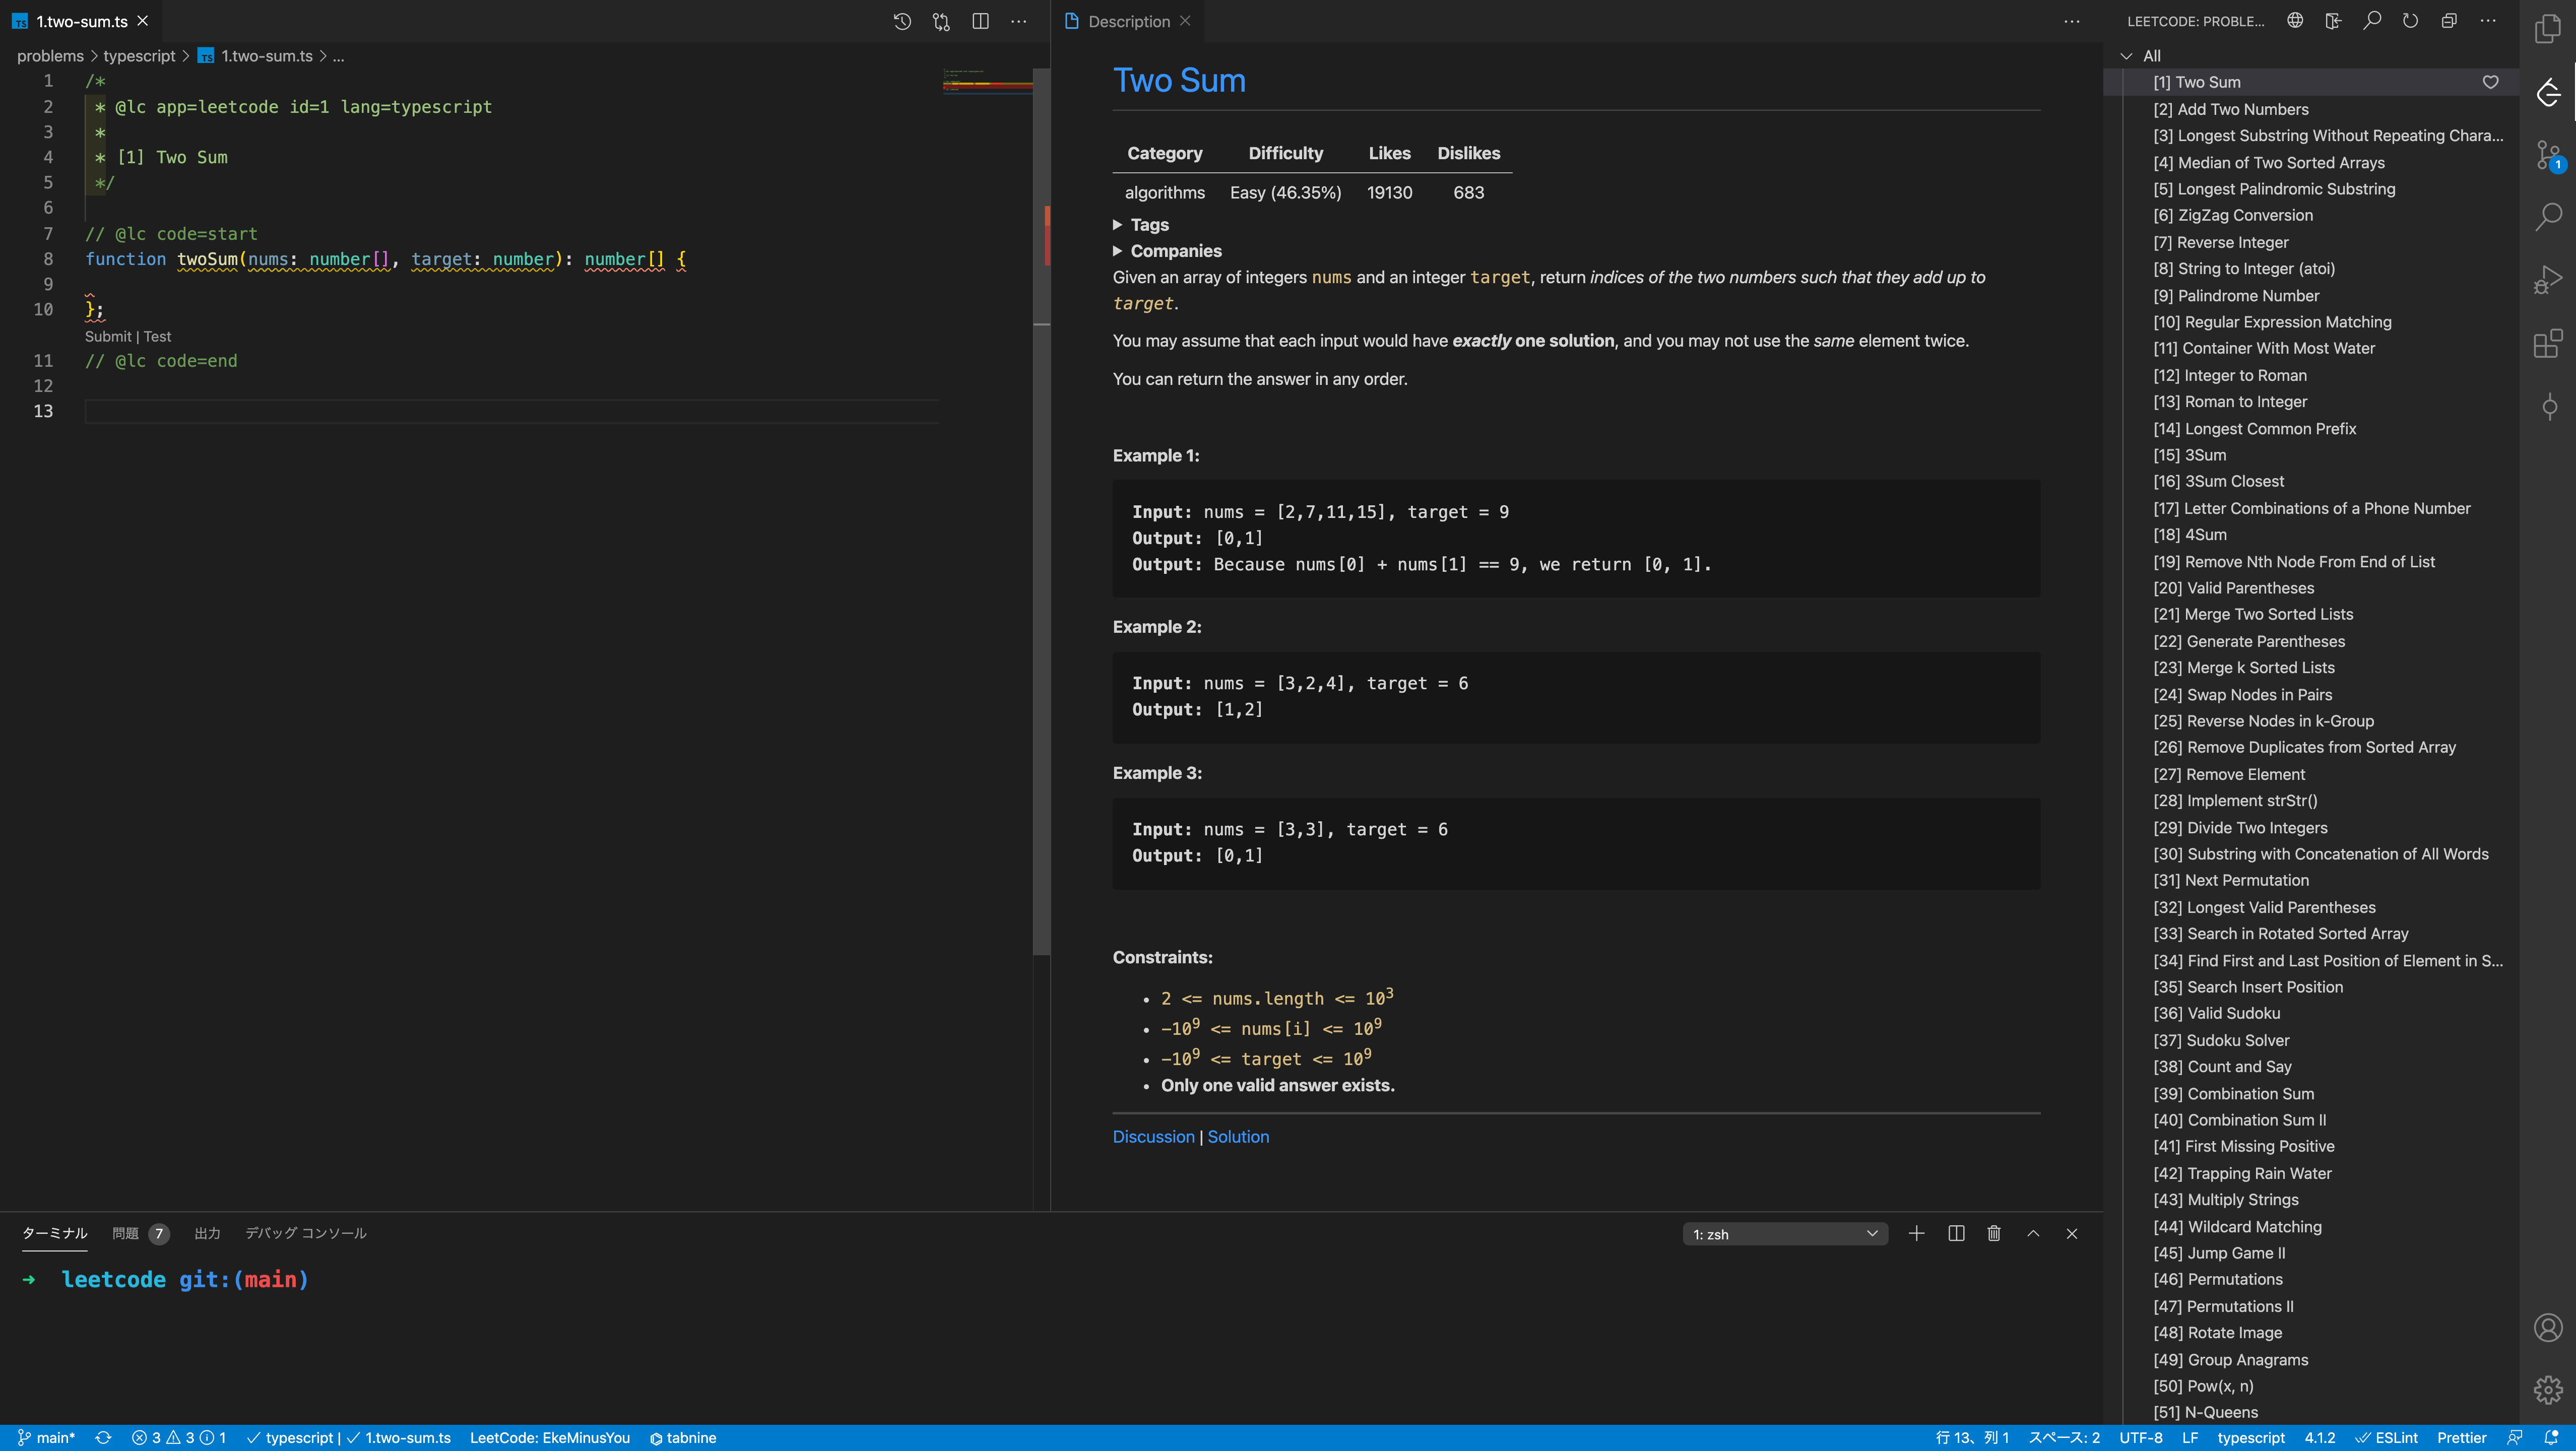 1.two-sum.ts
problems > typescript > TS 1.two-sum.ts > ...
1 /*
2 * @lc app=leetcode id=1 lang=typescript
3 *
4 * [1] Two Sum
5 */
6
7 // @lc code=start
8 function twoSum(nums: number[], target: number): number[] {
9
10 };
Submit | Test
11 // @lc code=end
12
13
Description
Two Sum
Category Difficulty Likes Dislikes
algorithms Easy (46.35%) 19130 683
Tags
Companies
Given an array of integers nums and an integer target, return indices of the two numbers such that they add up to
target.
You may assume that each input would have exactly one solution, and you may not use the same element twice.
You can return the answer in any order.
Example 1:
Input: nums = [2,7,11,15], target = 9
Output: [0,1]
Output: Because nums[0] + nums[1] == 9, we return [0, 1].
Example 2:
Input: nums = [3,2,4], target = 6
Output: [1,2]
Example 3:
Input: nums = [3,3], target = 6
Output: [0,1]
Constraints:
• 2 <= nums.length <= 10³
• -10⁹ <= nums[i] <= 10⁹
• -10⁹ <= target <= 10⁹
• Only one valid answer exists.
Discussion | Solution
LEETCODE: PROBLE...
All
[1] Two Sum
[2] Add Two Numbers
[3] Longest Substring Without Repeating Chara...
[4] Median of Two Sorted Arrays
[5] Longest Palindromic Substring
[6] ZigZag Conversion
[7] Reverse Integer
[8] String to Integer (atoi)
[9] Palindrome Number
[10] Regular Expression Matching
[11] Container With Most Water
[12] Integer to Roman
[13] Roman to Integer
[14] Longest Common Prefix
[15] 3Sum
[16] 3Sum Closest
[17] Letter Combinations of a Phone Number
[18] 4Sum
[19] Remove Nth Node From End of List
[20] Valid Parentheses
[21] Merge Two Sorted Lists
[22] Generate Parentheses
[23] Merge k Sorted Lists
[24] Swap Nodes in Pairs
[25] Reverse Nodes in k-Group
[26] Remove Duplicates from Sorted Array
[27] Remove Element
[28] Implement strStr()
[29] Divide Two Integers
[30] Substring with Concatenation of All Words
[31] Next Permutation
[32] Longest Valid Parentheses
[33] Search in Rotated Sorted Array
[34] Find First and Last Position of Element in S...
[35] Search Insert Position
[36] Valid Sudoku
[37] Sudoku Solver
[38] Count and Say
[39] Combination Sum
[40] Combination Sum II
[41] First Missing Positive
[42] Trapping Rain Water
[43] Multiply Strings
[44] Wildcard Matching
[45] Jump Game II
[46] Permutations
[47] Permutations II
[48] Rotate Image
[49] Group Anagrams
[50] Pow(x, n)
[51] N-Queens
1
ターミナル 問題 7 出力 デバッグ コンソール 1: zsh
➜ leetcode git:(main)
main* 3 3 1 typescript | 1.two-sum.ts LeetCode: EkeMinusYou tabnine 行 13、列 1 スペース: 2 UTF-8 LF typescript 4.1.2 ESLint Prettier